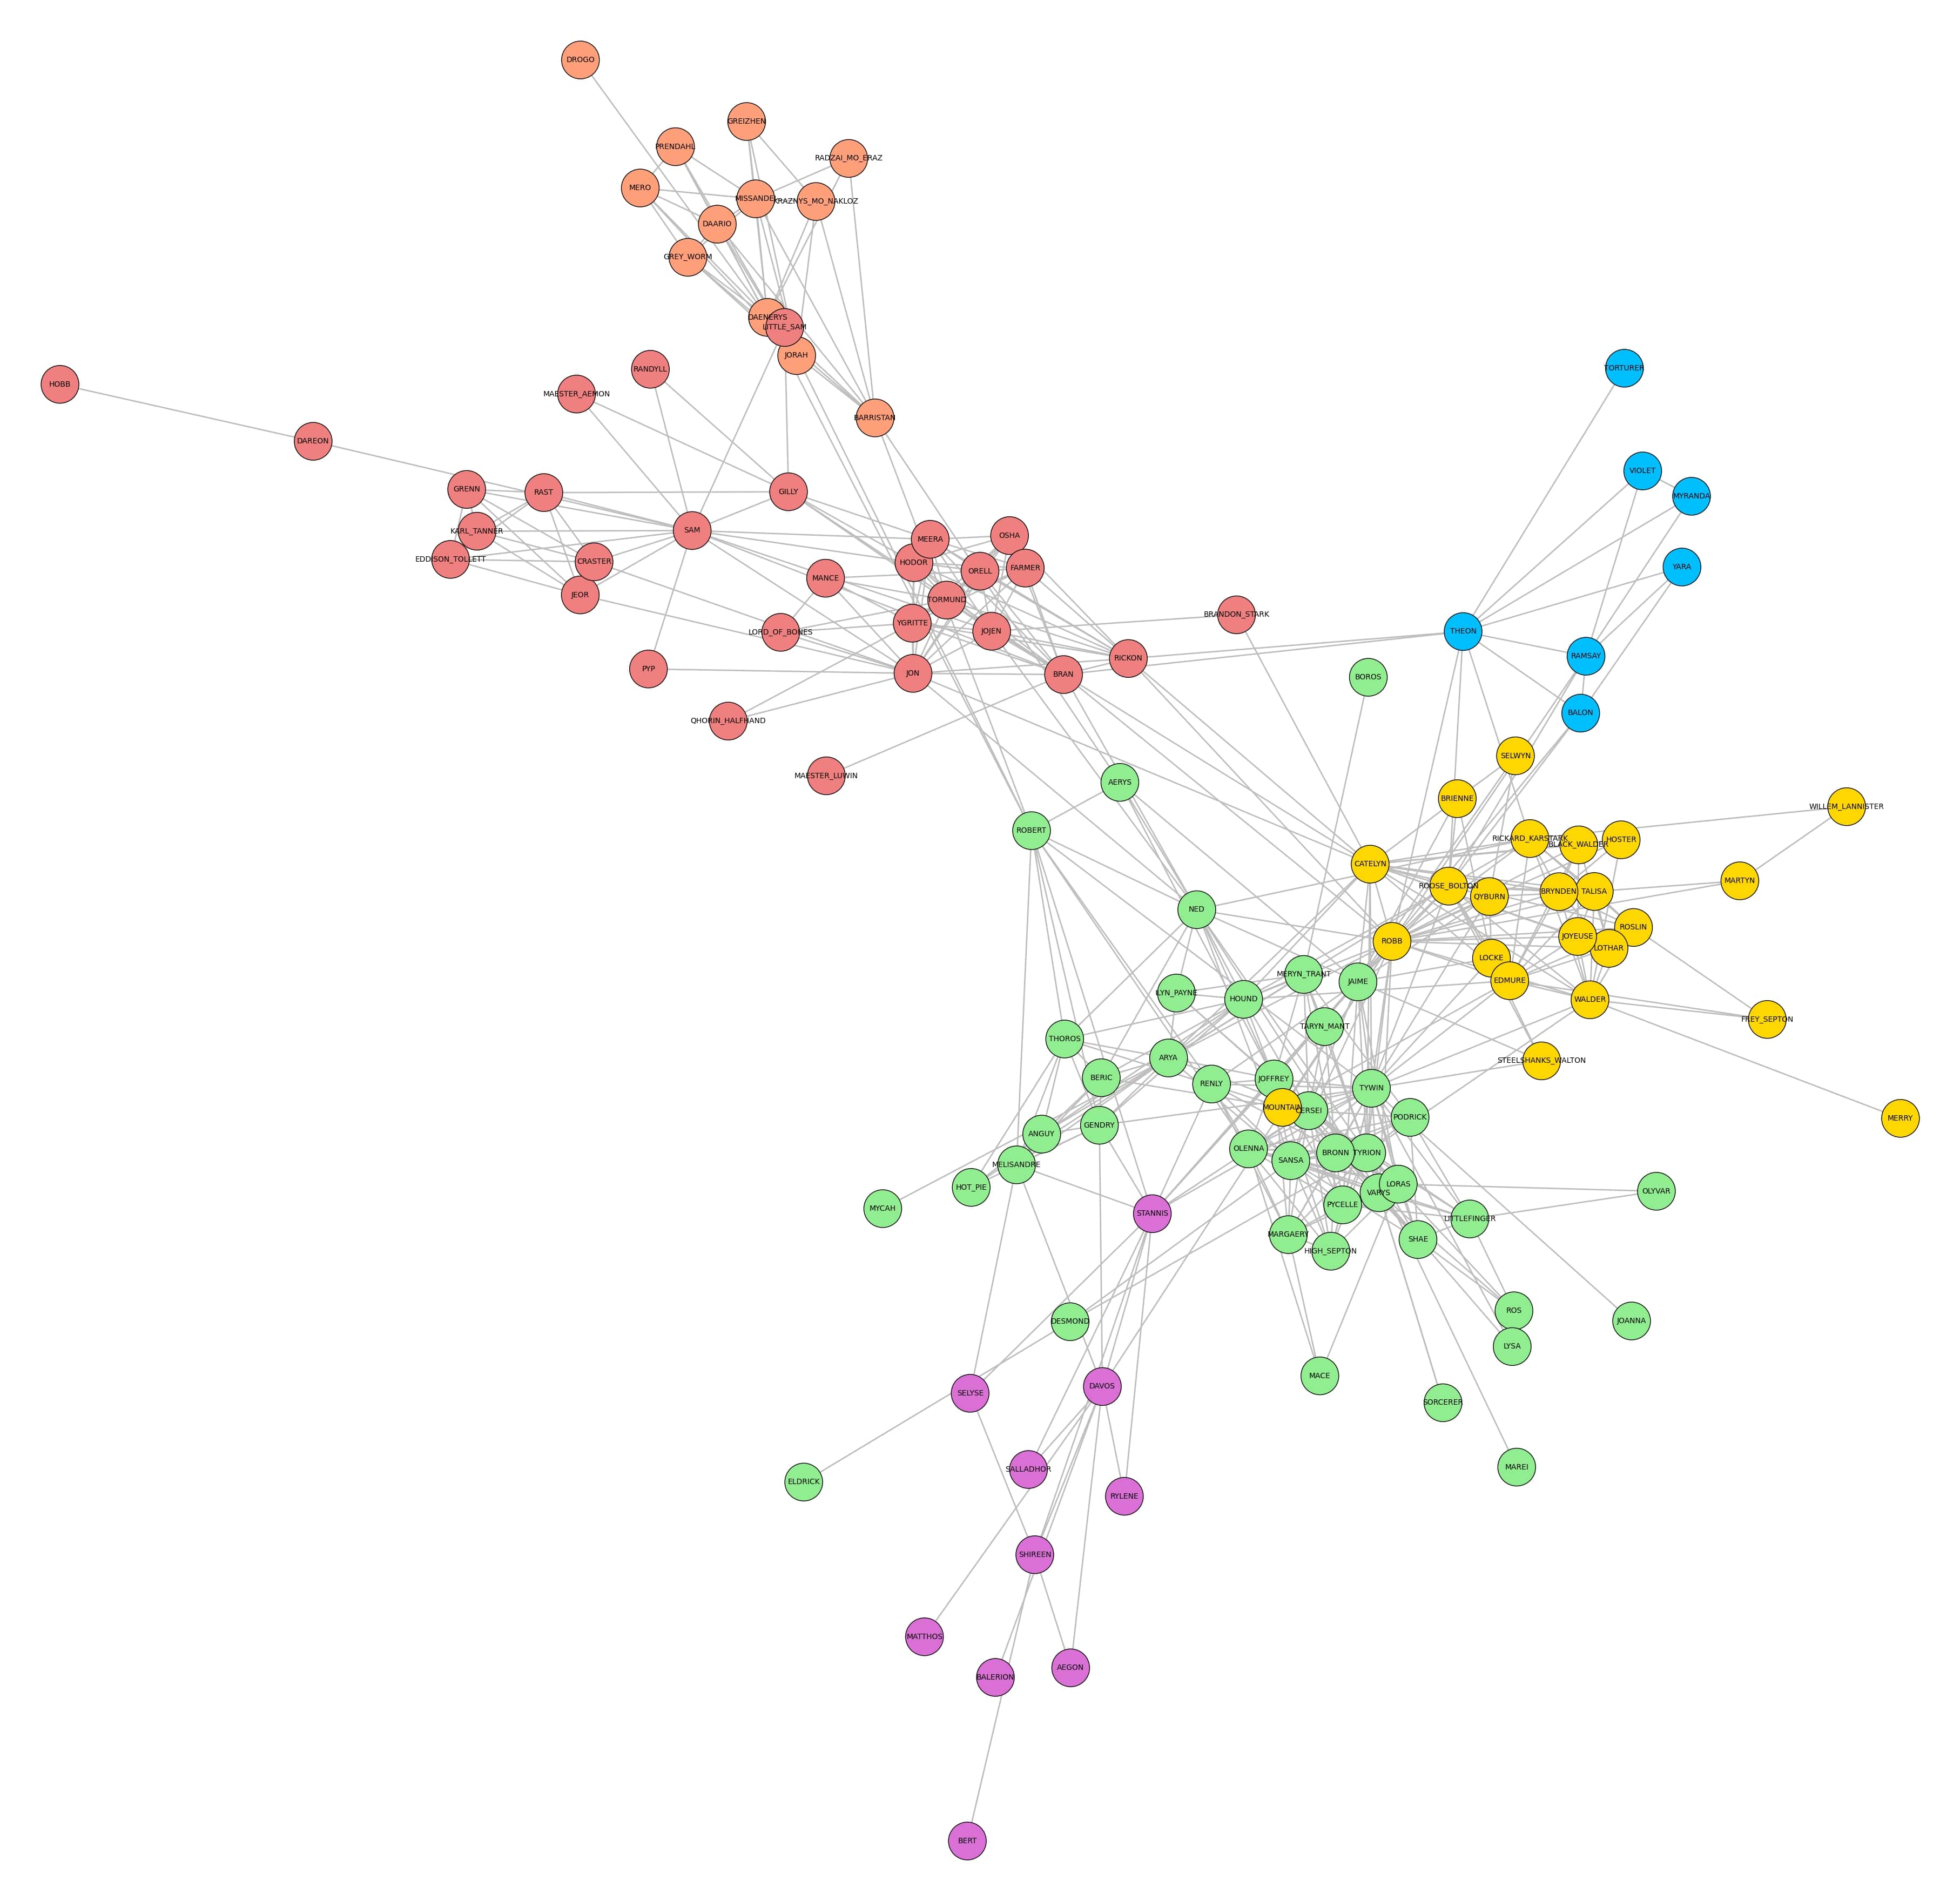 DROGO
GREIZHEN
PRENDAHL
RADZAI_MO_ERAZ
MERO
MISSANDEI
KRAZNYS_MO_NAKLOZ
DAARIO
GREY_WORM
DAENERYS
LITTLE_SAM
JORAH
RANDYLL
TORTURER
HOBB
MAESTER_AEMON
BARRISTAN
DAREON
VIOLET
GRENN
RAST
GILLY
MYRANDA
KARL_TANNER
SAM
OSHA
MEERA
EDDISON_TOLLETT
CRASTER
HODOR
ORELL
FARMER
YARA
MANCE
JEOR
TORMUND
BRANDON_STARK
YGRITTE
LORD_OF_BONES
JOJEN
THEON
RICKON
RAMSAY
PYP
JON
BRAN
BOROS
QHORIN_HALFHAND
BALON
SELWYN
MAESTER_LUWIN
AERYS
BRIENNE
WILLEM_LANNISTER
ROBERT
RICKARD_KARSTARK
BLACK_WALDER
HOSTER
CATELYN
MARTYN
ROOSE_BOLTON
QYBURN
BRYNDEN
TALISA
NED
ROSLIN
JOYEUSE
ROBB
LOTHAR
LOCKE
MERYN_TRANT
EDMURE
JAIME
ILYN_PAYNE
HOUND
WALDER
FREY_SEPTON
TARYN_MANT
THOROS
ARYA
STEELSHANKS_WALTON
BERIC
JOFFREY
RENLY
TYWIN
MOUNTAIN
CERSEI
PODRICK
MERRY
GENDRY
ANGUY
OLENNA
BRONN
TYRION
SANSA
MELISANDRE
HOT_PIE
LORAS
OLYVAR
VARYS
PYCELLE
MYCAH
STANNIS
LITTLEFINGER
MARGAERY
SHAE
HIGH_SEPTON
ROS
DESMOND
JOANNA
LYSA
MACE
DAVOS
SELYSE
SORCERER
MAREI
SALLADHOR
ELDRICK
RYLENE
SHIREEN
MATTHOS
AEGON
BALERION
BERT